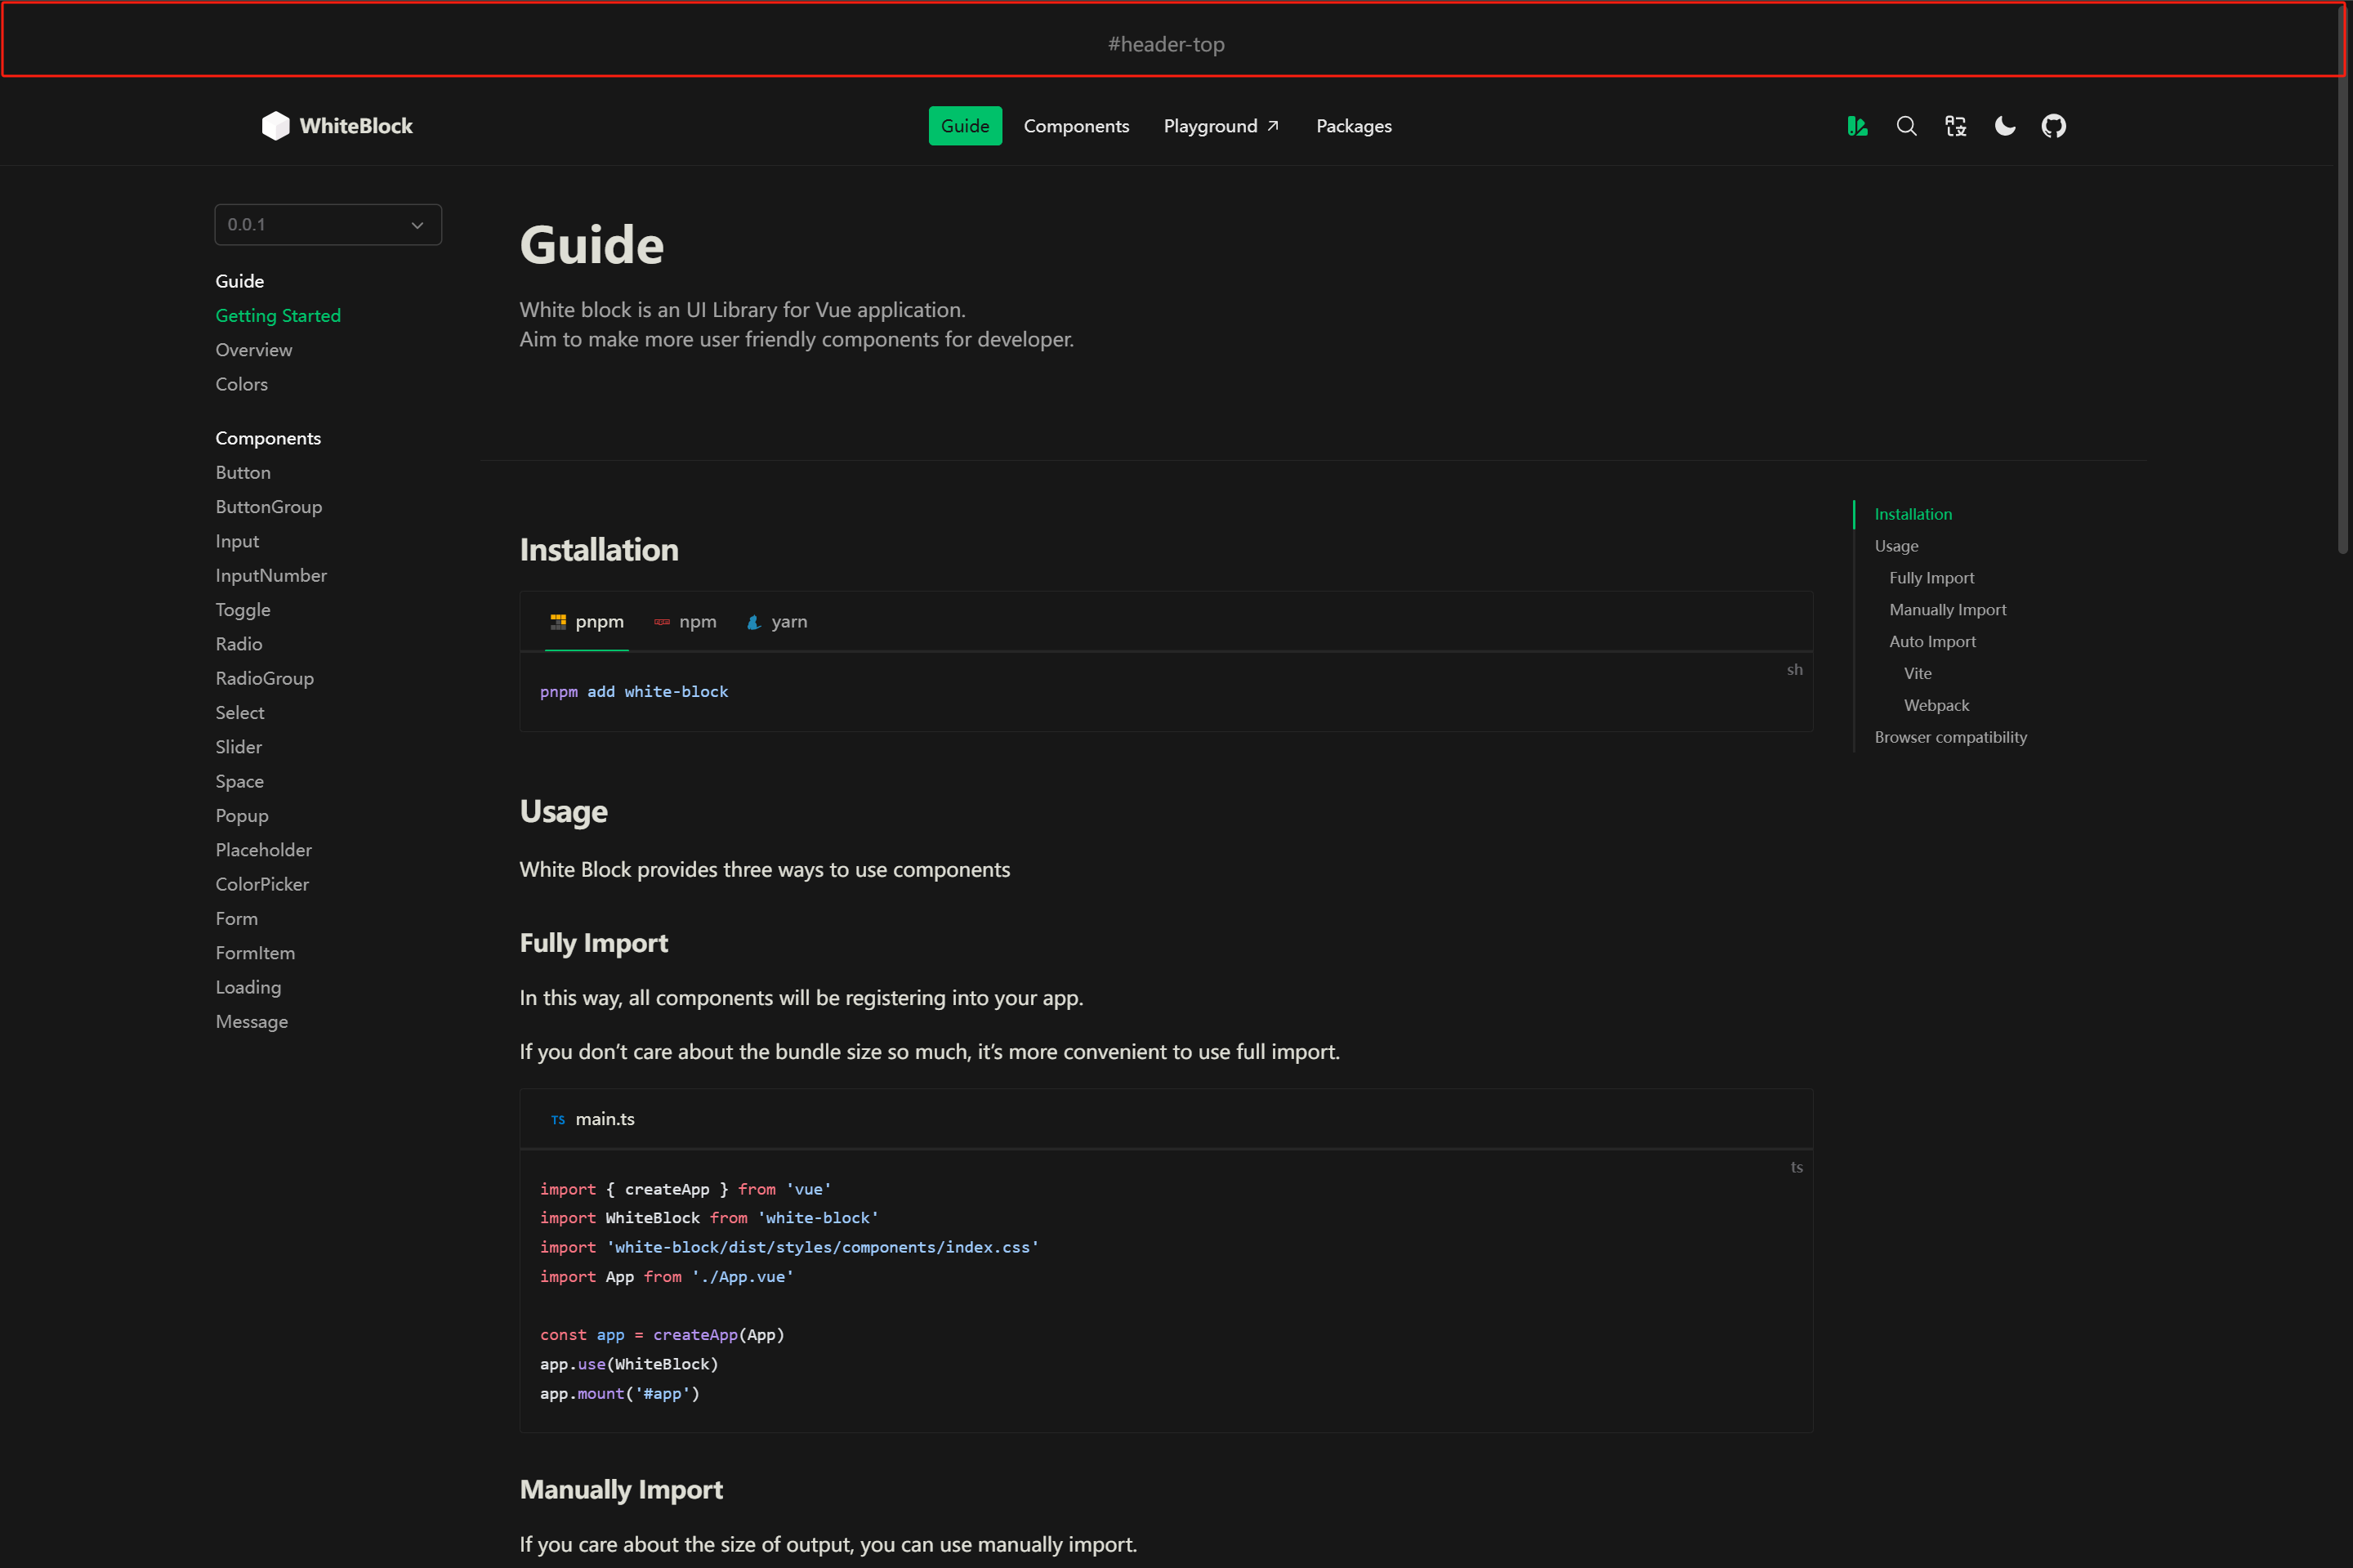 #header-top
WhiteBlock
Guide
Components
Playground
Packages
0.0.1
Guide
Getting Started
Overview
Colors
Components
Button
ButtonGroup
Input
InputNumber
Toggle
Radio
RadioGroup
Select
Slider
Space
Popup
Placeholder
ColorPicker
Form
FormItem
Loading
Message
Guide
White block is an UI Library for Vue application.
Aim to make more user friendly components for developer.
Installation
pnpm npm yarn
sh
pnpm add white-block
Usage
White Block provides three ways to use components
Fully Import
In this way, all components will be registering into your app.
If you don’t care about the bundle size so much, it’s more convenient to use full import.
TS main.ts
ts
import { createApp } from 'vue'
import WhiteBlock from 'white-block'
import 'white-block/dist/styles/components/index.css'
import App from './App.vue'
const app = createApp(App)
app.use(WhiteBlock)
app.mount('#app')
Manually Import
If you care about the size of output, you can use manually import.
Installation
Usage
Fully Import
Manually Import
Auto Import
Vite
Webpack
Browser compatibility